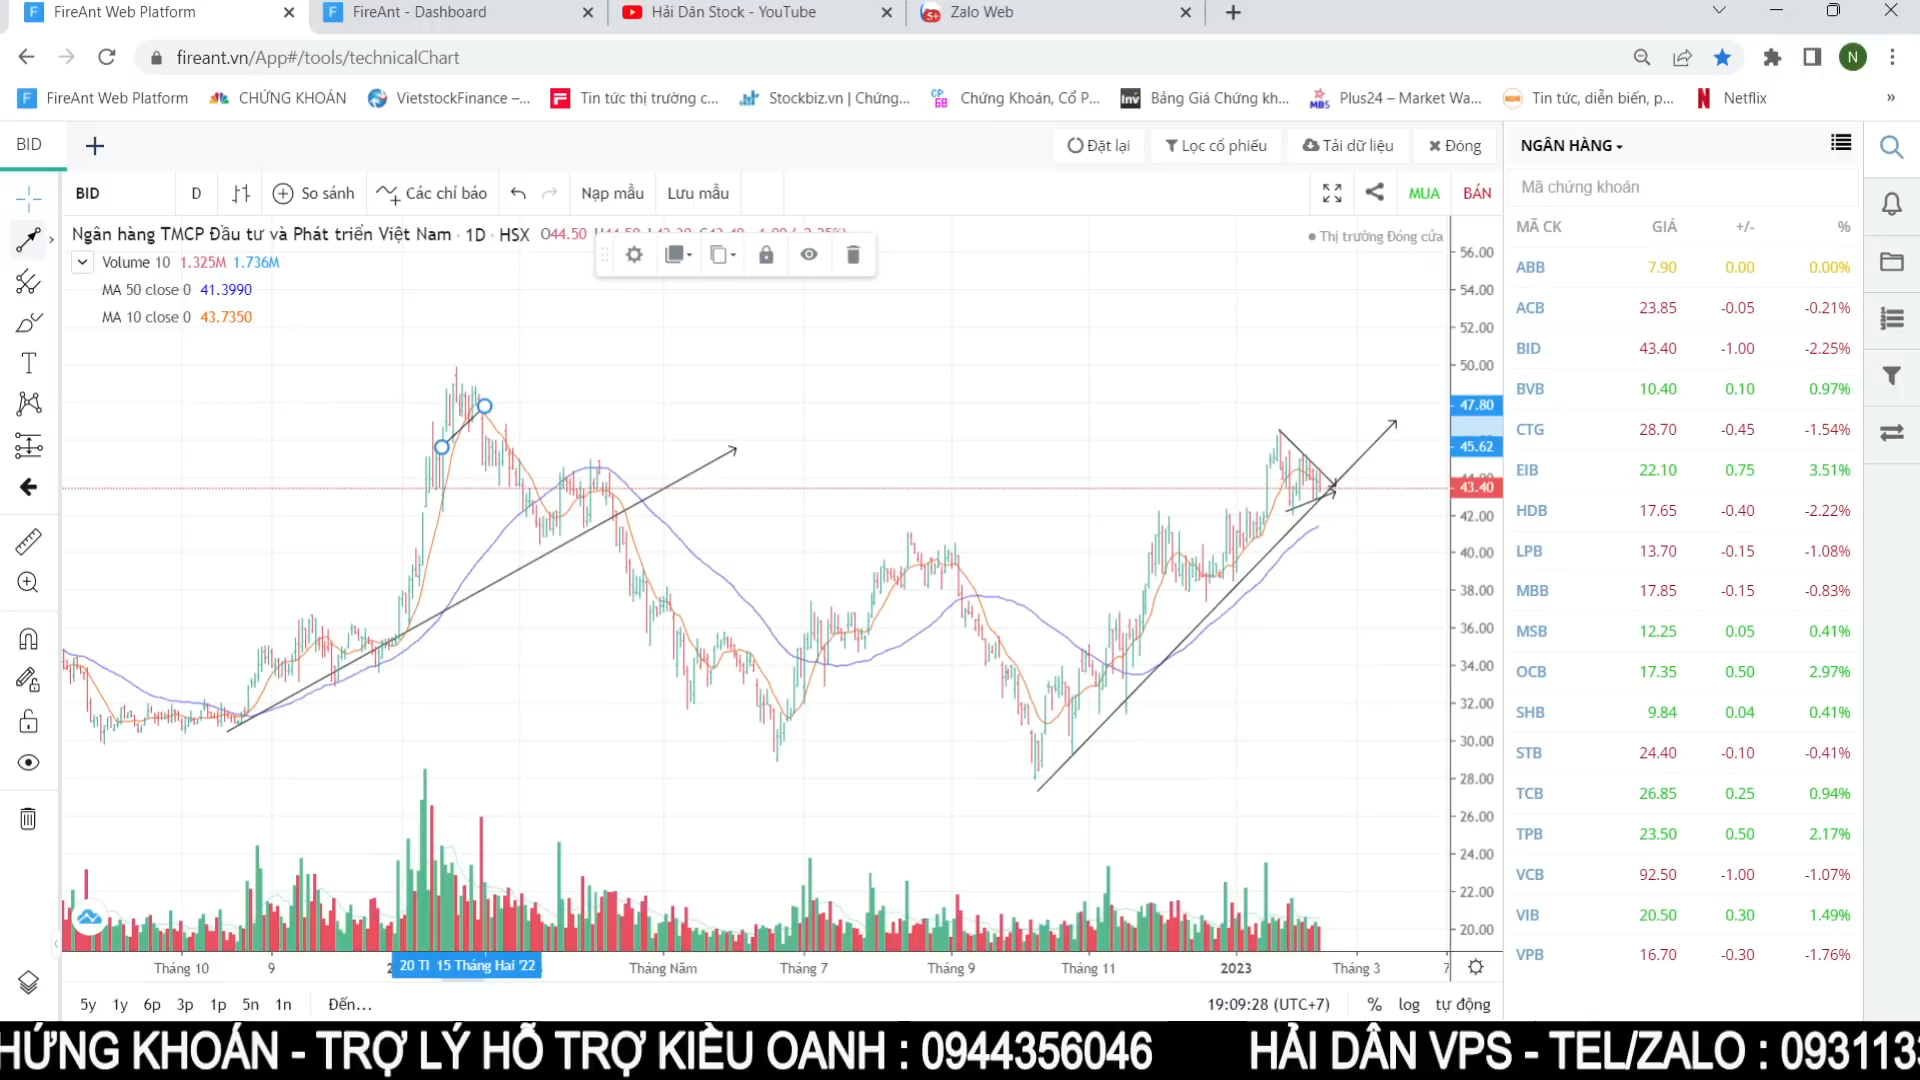 FireAnt Web Platform
FireAnt - Dashboard
Hải Dân Stock - YouTube
Zalo Web
fireant.vn/App#/tools/technicalChart
N
FireAnt Web Platform
CHỨNG KHOÁN
VietstockFinance –...
Tin tức thị trường c...
Stockbiz.vn | Chứng...
Chứng Khoán, Cổ P...
Bảng Giá Chứng kh...
Plus24 – Market Wa...
Tin tức, diễn biến, p...
Netflix
»
BID
Đặt lại
Lọc cổ phiếu
Tải dữ liệu
Đóng
BID
D
So sánh
Các chỉ báo
Nạp mẫu
Lưu mẫu
MUA
BÁN
Ngân hàng TMCP Đầu tư và Phát triển Việt Nam · 1D · HSX O44.50
Thị trường Đóng cửa
Volume 10 1.325M 1.736M
MA 50 close 0 41.3990
MA 10 close 0 43.7350
56.00
54.00
52.00
50.00
47.80
45.62
43.40
42.00
40.00
38.00
36.00
34.00
32.00
30.00
28.00
26.00
24.00
22.00
20.00
Tháng 10
9
20 TI
15 Tháng Hai '22
Tháng Năm
Tháng 7
Tháng 9
Tháng 11
2023
Tháng 3
5y 1y 6p 3p 1p 5n 1n
Đến...
19:09:28 (UTC+7)
% log tự động
NGÂN HÀNG
Mã chứng khoán
MÃ CK GIÁ +/- %
ABB 7.90 0.00 0.00%
ACB 23.85 -0.05 -0.21%
BID 43.40 -1.00 -2.25%
BVB 10.40 0.10 0.97%
CTG 28.70 -0.45 -1.54%
EIB 22.10 0.75 3.51%
HDB 17.65 -0.40 -2.22%
LPB 13.70 -0.15 -1.08%
MBB 17.85 -0.15 -0.83%
MSB 12.25 0.05 0.41%
OCB 17.35 0.50 2.97%
SHB 9.84 0.04 0.41%
STB 24.40 -0.10 -0.41%
TCB 26.85 0.25 0.94%
TPB 23.50 0.50 2.17%
VCB 92.50 -1.00 -1.07%
VIB 20.50 0.30 1.49%
VPB 16.70 -0.30 -1.76%
HỨNG KHOÁN - TRỢ LÝ HỖ TRỢ KIỀU OANH : 0944356046 HẢI DÂN VPS - TEL/ZALO : 0931133